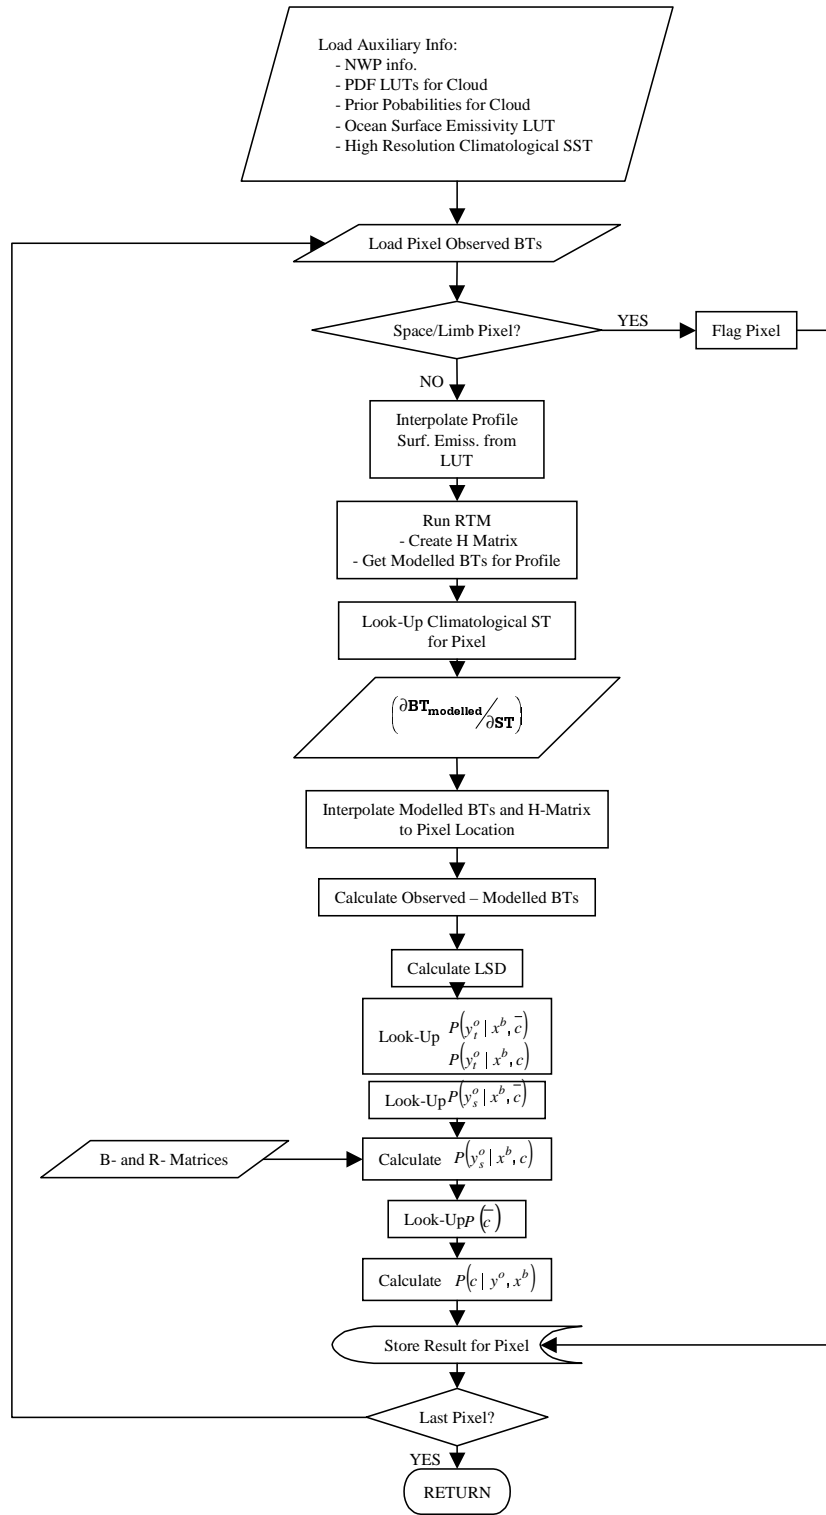 Load Auxiliary Info:
- NWP info.
- PDF LUTs for Cloud
- Prior Pobabilities for Cloud
- Ocean Surface Emissivity LUT
- High Resolution Climatological SST
Load Pixel Observed BTs
Space/Limb Pixel?
YES
Flag Pixel
NO
Interpolate Profile
Surf. Emiss. from
LUT
Run RTM
- Create H Matrix
- Get Modelled BTs for Profile
Look-Up Climatological ST
for Pixel
(∂BT_modelled/∂ST)
Interpolate Modelled BTs and H-Matrix
to Pixel Location
Calculate Observed – Modelled BTs
Calculate LSD
Look-Up P(y_t^o | x^b, c̅)
P(y_t^o | x^b, c)
Look-Up P(y_s^o | x^b, c̅)
B- and R- Matrices
Calculate P(y_s^o | x^b, c)
Look-Up P(c̅)
Calculate P(c | y^o, x^b)
Store Result for Pixel
Last Pixel?
YES
RETURN